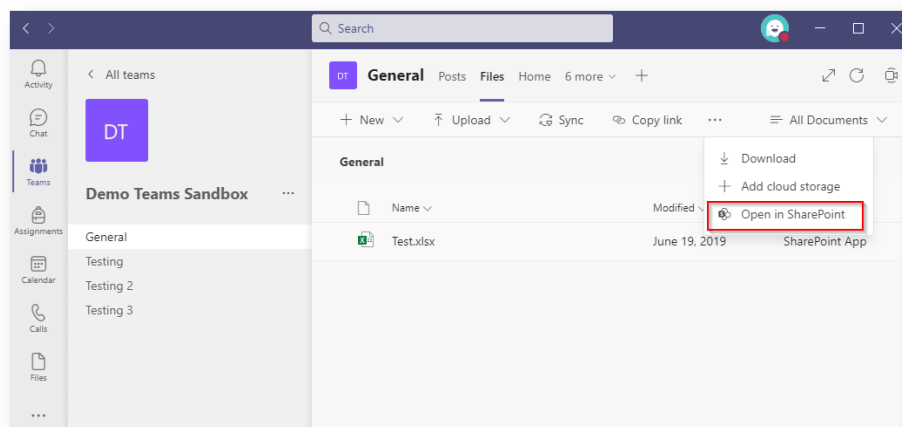 Search
Activity
Chat
Teams
Assignments
Calendar
Calls
Files
All teams
DT
Demo Teams Sandbox
General
Testing
Testing 2
Testing 3
DT General Posts Files Home 6 more
New Upload Sync Copy link All Documents
Download
Add cloud storage
Open in SharePoint
General
Name Modified
Test.xlsx June 19, 2019 SharePoint App